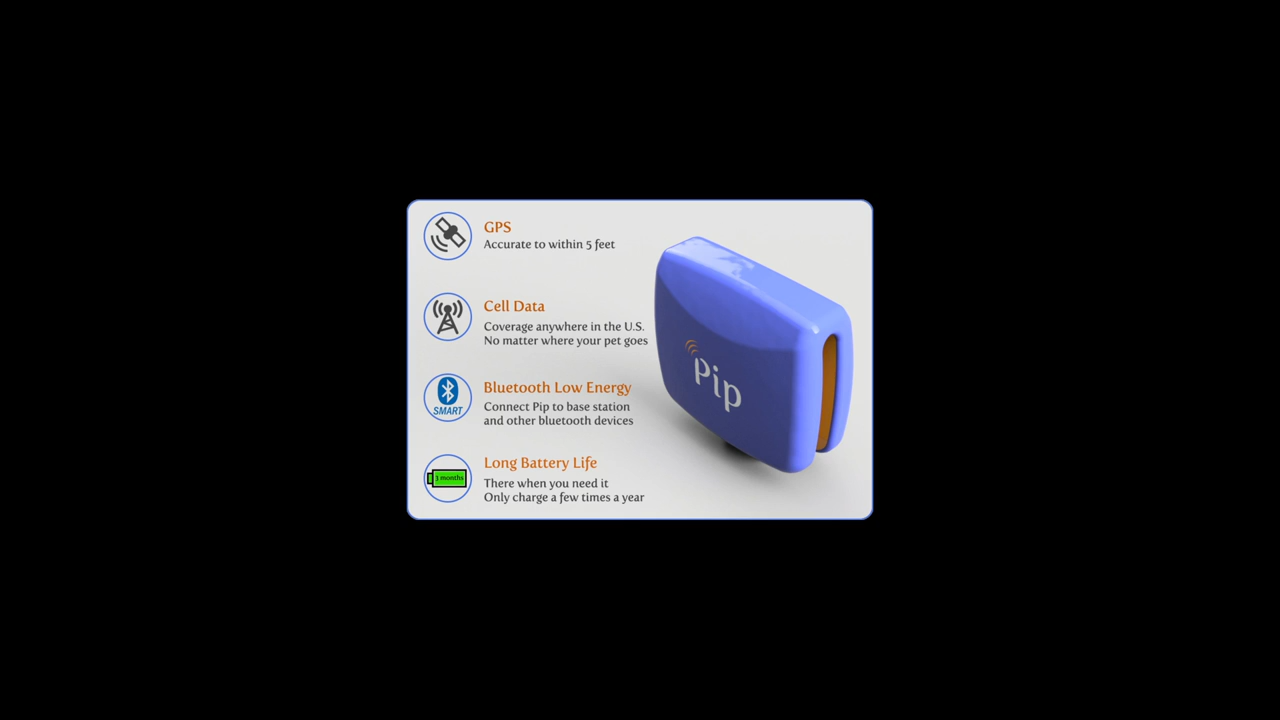 GPS
Accurate to within 5 feet
Cell Data
Coverage anywhere in the U.S.
No matter where your pet goes
Bluetooth Low Energy
SMART
Connect Pip to base station
and other bluetooth devices
Long Battery Life
3 months
There when you need it
Only charge a few times a year
Pip